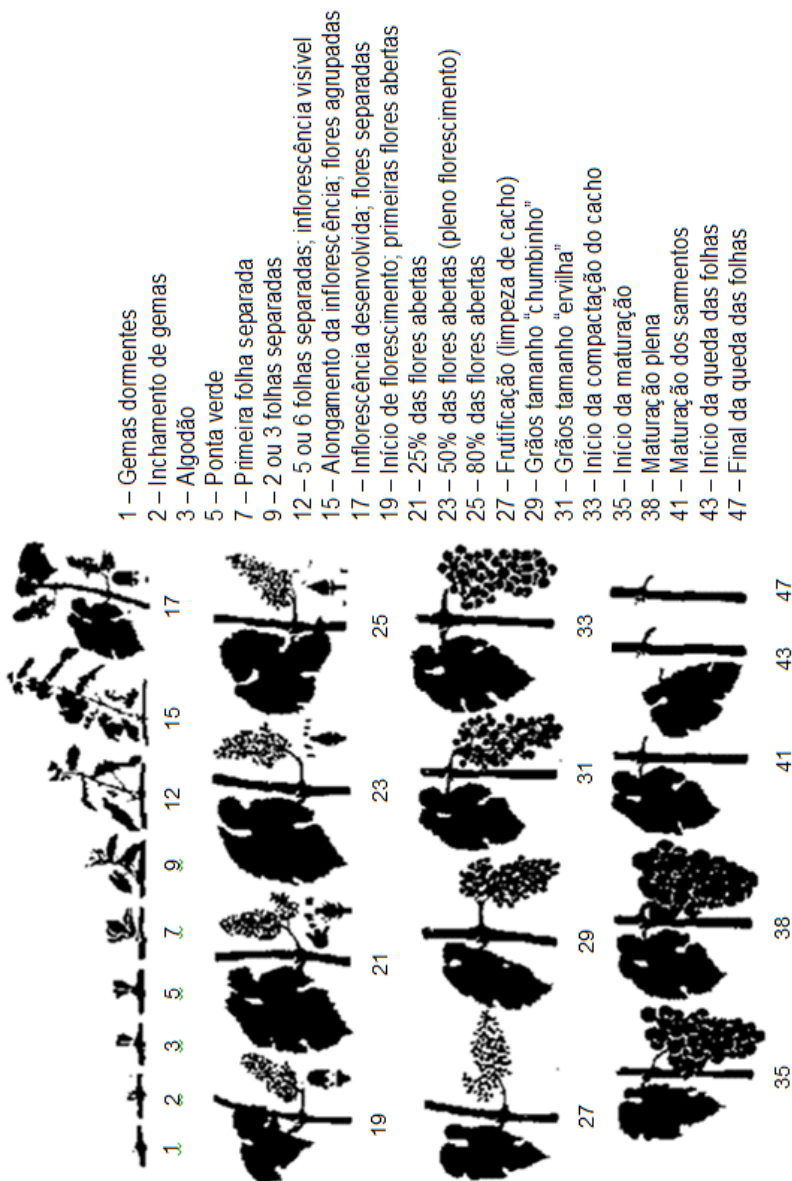 1 2 3 5 7 9 12 15 17
19 21 23 25
27 29 31 33
35 38 41 43 47
1 – Gemas dormentes
2 – Inchamento de gemas
3 – Algodão
5 – Ponta verde
7 – Primeira folha separada
9 – 2 ou 3 folhas separadas
12 – 5 ou 6 folhas separadas; inflorescência visível
15 – Alongamento da inflorescência; flores agrupadas
17 – Inflorescência desenvolvida; flores separadas
19 – Início de florescimento; primeiras flores abertas
21 – 25% das flores abertas
23 – 50% das flores abertas (pleno florescimento)
25 – 80% das flores abertas
27 – Frutificação (limpeza de cacho)
29 – Grãos tamanho “chumbinho”
31 – Grãos tamanho “ervilha”
33 – Início da compactação do cacho
35 – Início da maturação
38 – Maturação plena
41 – Maturação dos sarmentos
43 – Início da queda das folhas
47 – Final da queda das folhas